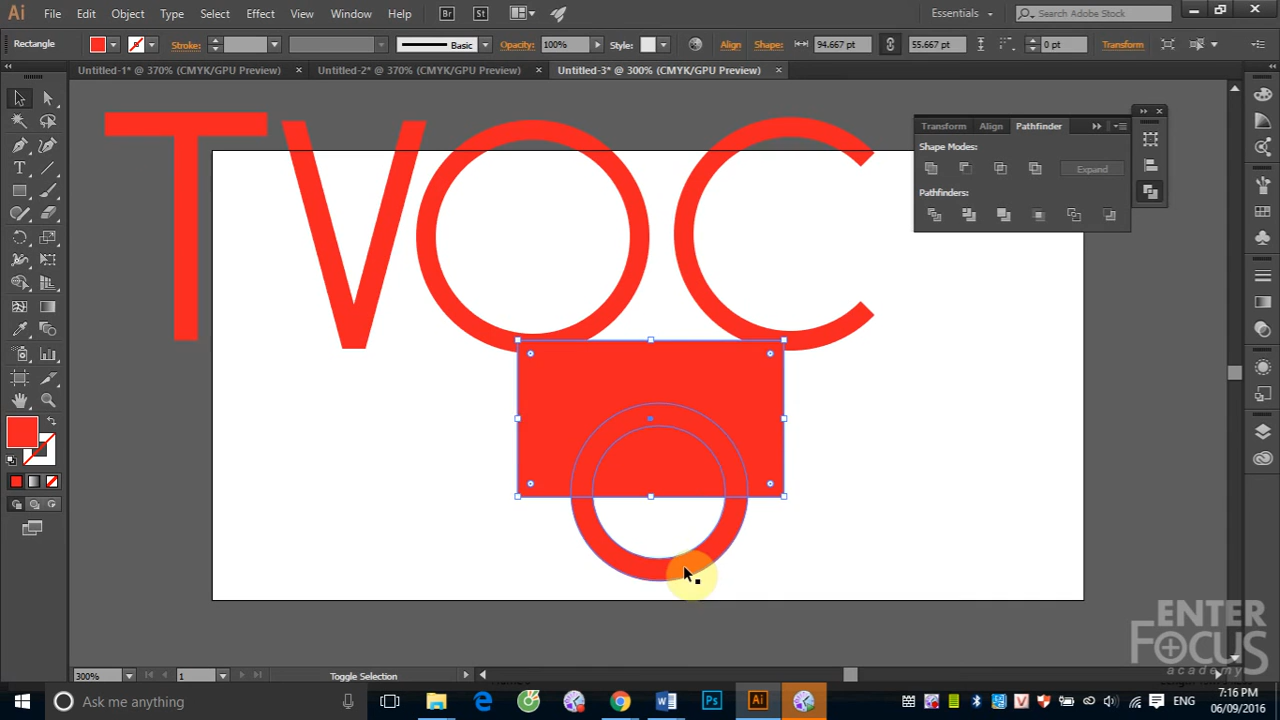 Ai File Edit Object Type Select Effect View Window Help Br St Essentials Search Adobe Stock
Rectangle Stroke: Basic Opacity: 100% Style: Align Shape: 94.667 pt 55.667 pt 0 pt Transform
Untitled-1* @ 370% (CMYK/GPU Preview) × Untitled-2* @ 370% (CMYK/GPU Preview) × Untitled-3* @ 300% (CMYK/GPU Preview) ×
TVOC
Transform Align Pathfinder
Shape Modes:
Expand
Pathfinders:
ENTER
FOCUS
academy
300% 1 Toggle Selection
Ask me anything Ps Ai ENG
7:16 PM
06/09/2016